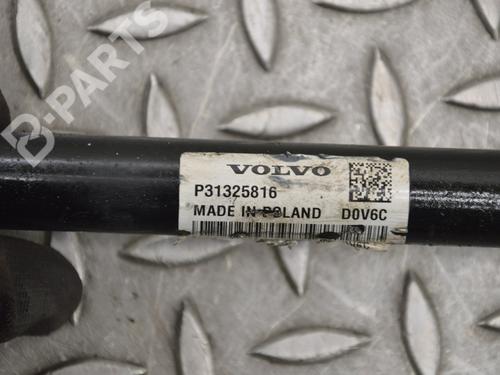 B-PARTS
VOLVO
P31325816
MADE IN POLAND D0V6C